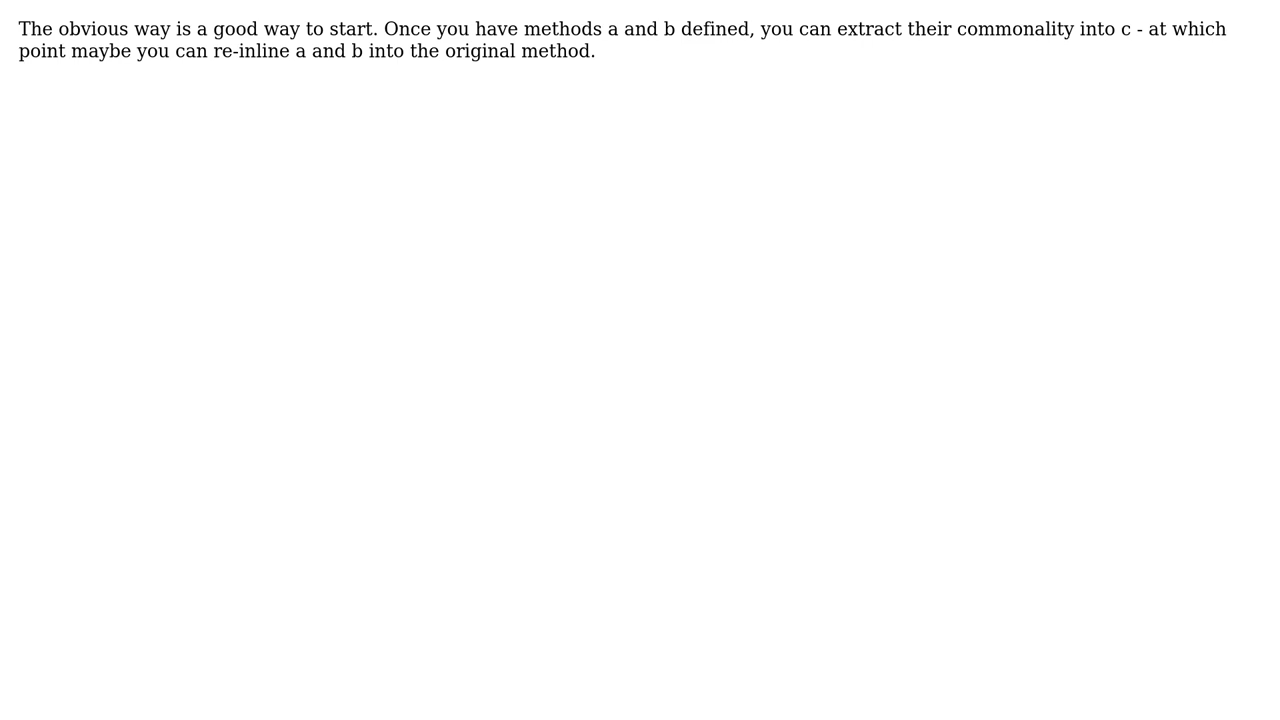 The obvious way is a good way to start. Once you have methods a and b defined, you can extract their commonality into c - at which
point maybe you can re-inline a and b into the original method.